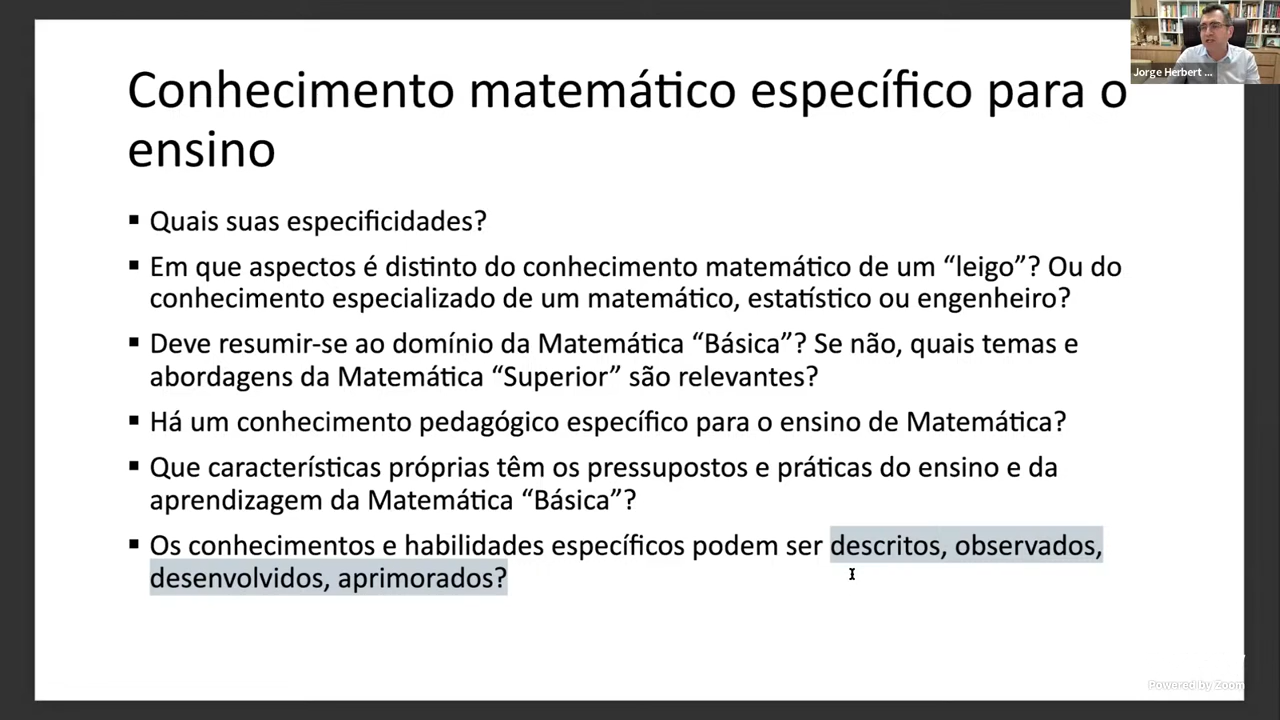 Jorge Herbert ...
Conhecimento matemático específico para o
ensino
▪ Quais suas especificidades?
▪ Em que aspectos é distinto do conhecimento matemático de um “leigo”? Ou do
conhecimento especializado de um matemático, estatístico ou engenheiro?
▪ Deve resumir-se ao domínio da Matemática “Básica”? Se não, quais temas e
abordagens da Matemática “Superior” são relevantes?
▪ Há um conhecimento pedagógico específico para o ensino de Matemática?
▪ Que características próprias têm os pressupostos e práticas do ensino e da
aprendizagem da Matemática “Básica”?
▪ Os conhecimentos e habilidades específicos podem ser descritos, observados,
desenvolvidos, aprimorados?
Powered by Zoom